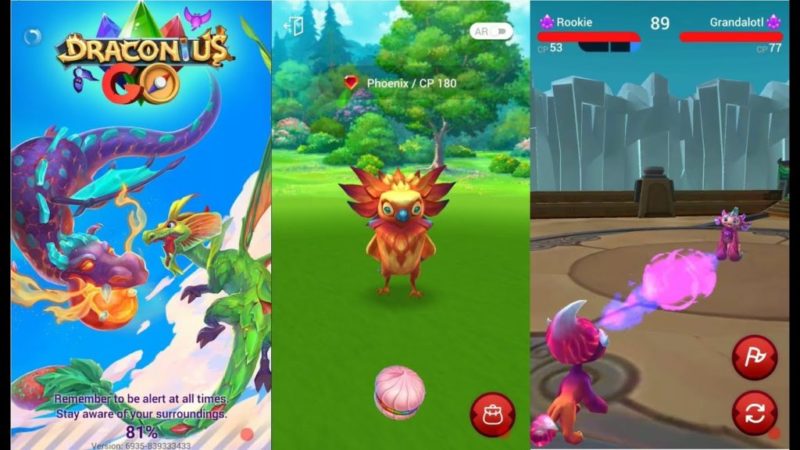 DRACONIUS
GO
Remember to be alert at all times.
Stay aware of your surroundings.
81%
Version: 6935-839333433
AR
Phoenix / CP 180
Rookie
89
Grandalotl
CP 53
CP 77